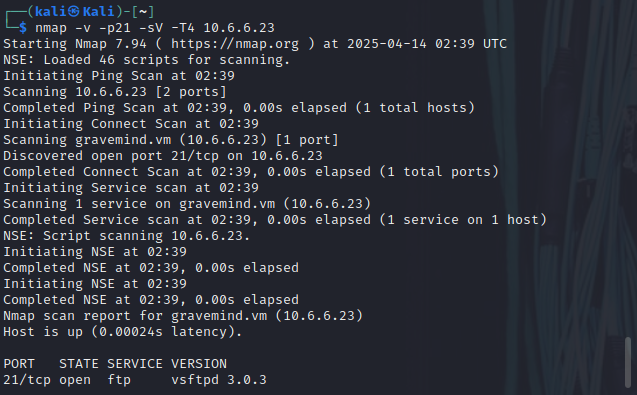 ┌──(kali㉿Kali)-[~]
└─$ nmap -v -p21 -sV -T4 10.6.6.23
Starting Nmap 7.94 ( https://nmap.org ) at 2025-04-14 02:39 UTC
NSE: Loaded 46 scripts for scanning.
Initiating Ping Scan at 02:39
Scanning 10.6.6.23 [2 ports]
Completed Ping Scan at 02:39, 0.00s elapsed (1 total hosts)
Initiating Connect Scan at 02:39
Scanning gravemind.vm (10.6.6.23) [1 port]
Discovered open port 21/tcp on 10.6.6.23
Completed Connect Scan at 02:39, 0.00s elapsed (1 total ports)
Initiating Service scan at 02:39
Scanning 1 service on gravemind.vm (10.6.6.23)
Completed Service scan at 02:39, 0.00s elapsed (1 service on 1 host)
NSE: Script scanning 10.6.6.23.
Initiating NSE at 02:39
Completed NSE at 02:39, 0.00s elapsed
Initiating NSE at 02:39
Completed NSE at 02:39, 0.00s elapsed
Nmap scan report for gravemind.vm (10.6.6.23)
Host is up (0.00024s latency).

PORT   STATE SERVICE VERSION
21/tcp open  ftp     vsftpd 3.0.3